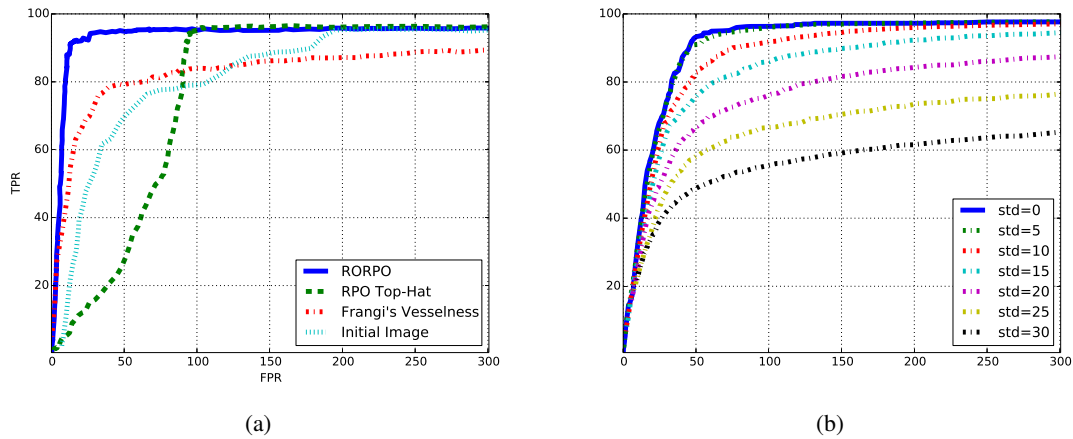 100
80
60
40
20
TPR
0 50 100 150 200 250 300
FPR
RORPO
RPO Top-Hat
Frangi's Vesselness
Initial Image
(a)
100
80
60
40
20
0 50 100 150 200 250 300
std=0
std=5
std=10
std=15
std=20
std=25
std=30
(b)